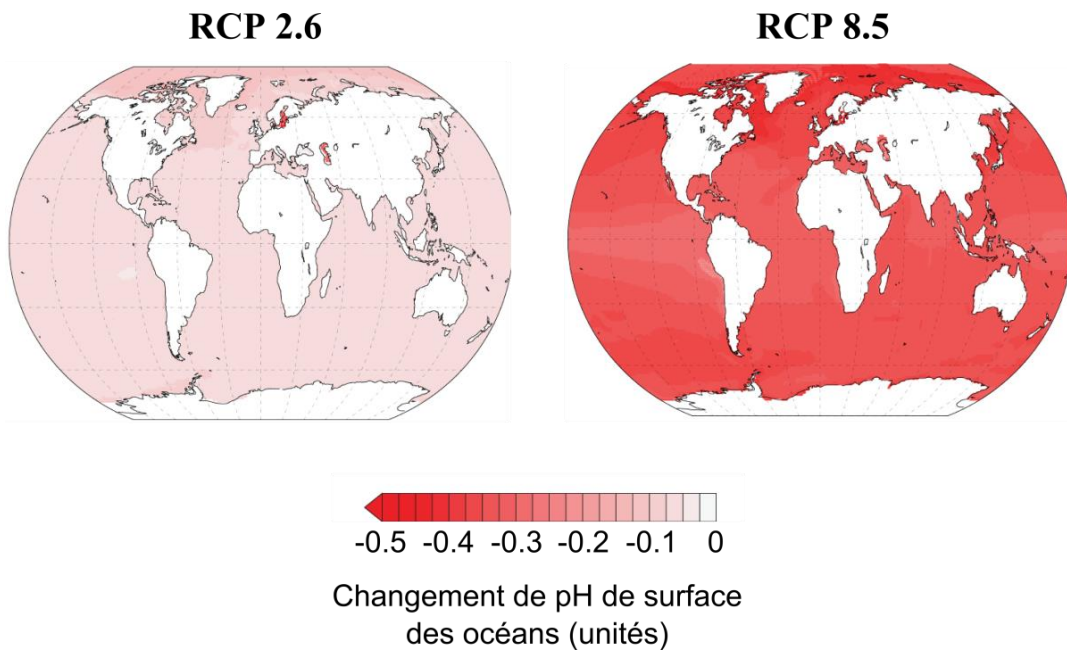 RCP 2.6
RCP 8.5
-0.5 -0.4 -0.3 -0.2 -0.1 0
Changement de pH de surface
des océans (unités)